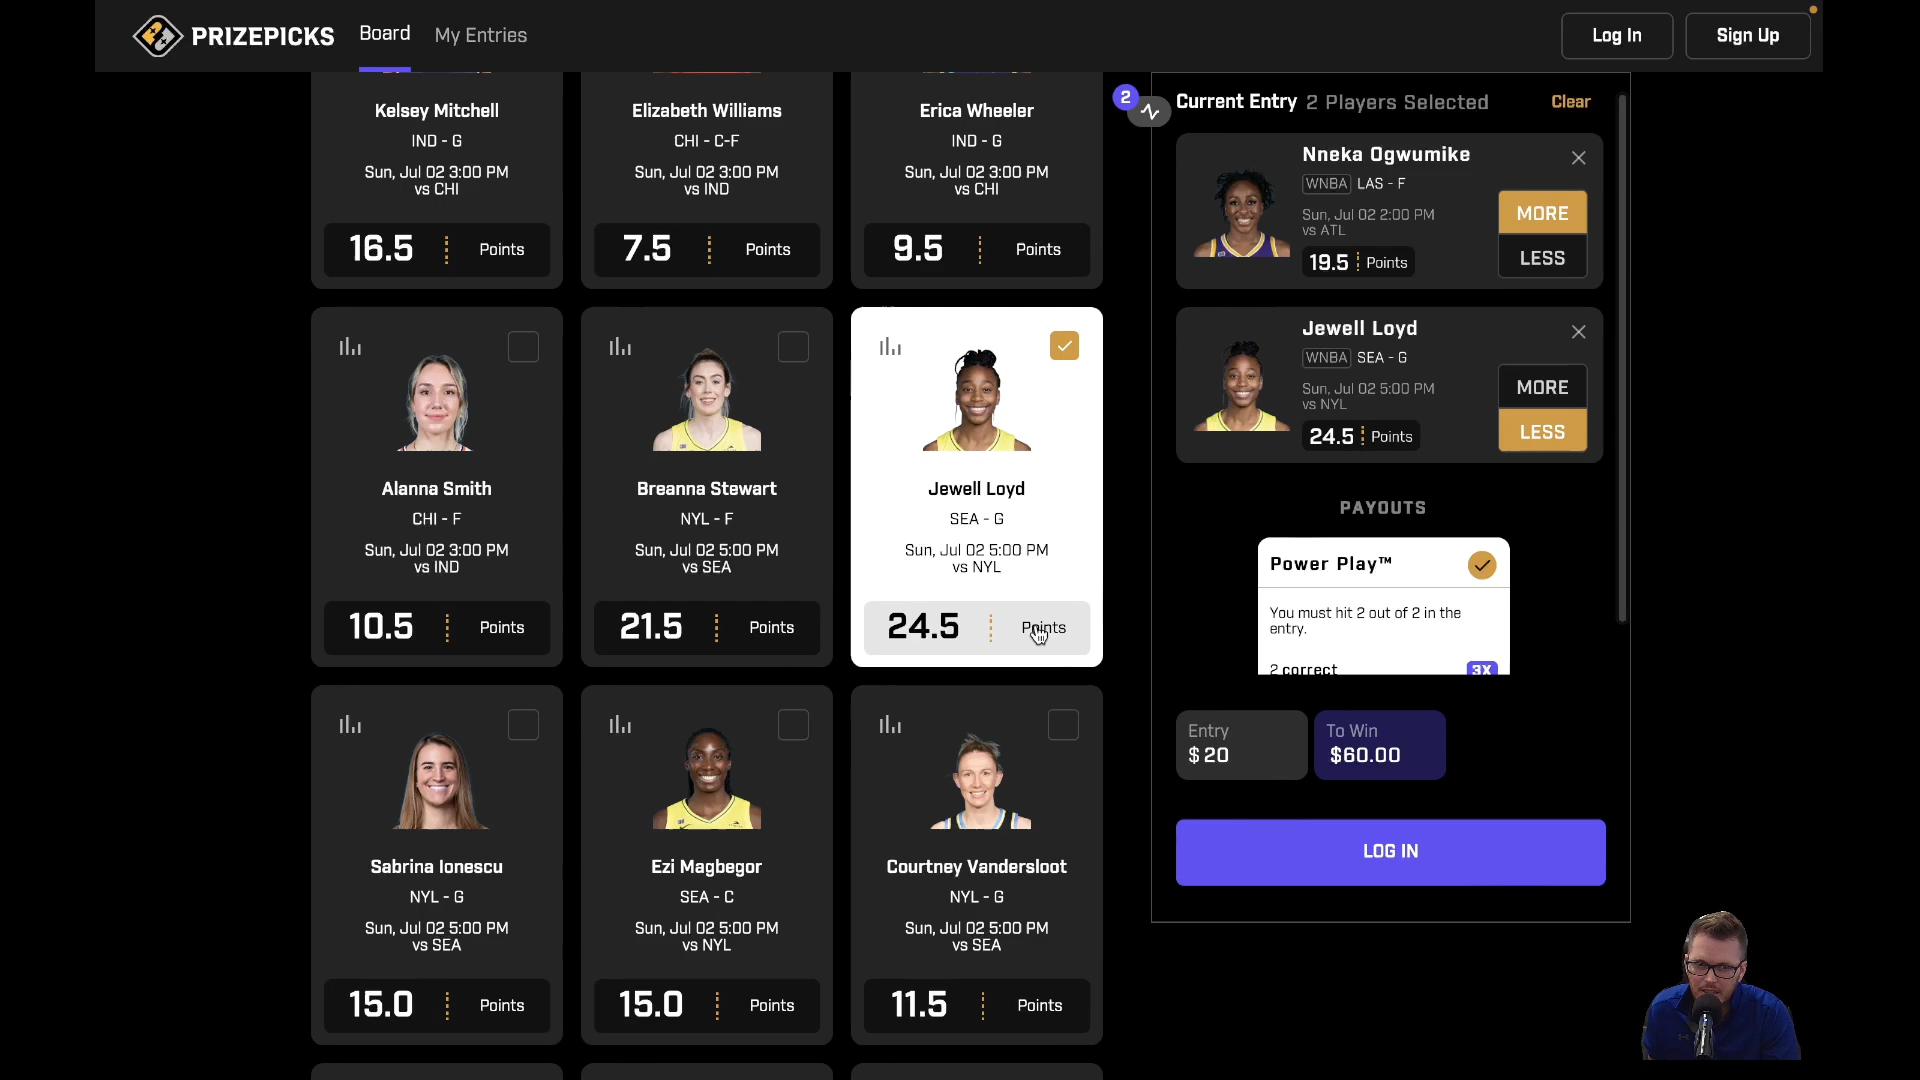 PRIZEPICKS
Board
My Entries
Log In
Sign Up
Kelsey Mitchell
IND - G
Sun, Jul 02 3:00 PM
vs CHI
16.5
Points
Elizabeth Williams
CHI - C-F
Sun, Jul 02 3:00 PM
vs IND
7.5
Points
Erica Wheeler
IND - G
Sun, Jul 02 3:00 PM
vs CHI
9.5
Points
Alanna Smith
CHI - F
Sun, Jul 02 3:00 PM
vs IND
10.5
Points
Breanna Stewart
NYL - F
Sun, Jul 02 5:00 PM
vs SEA
21.5
Points
Jewell Loyd
SEA - G
Sun, Jul 02 5:00 PM
vs NYL
24.5
Points
Sabrina Ionescu
NYL - G
Sun, Jul 02 5:00 PM
vs SEA
15.0
Points
Ezi Magbegor
SEA - C
Sun, Jul 02 5:00 PM
vs NYL
15.0
Points
Courtney Vandersloot
NYL - G
Sun, Jul 02 5:00 PM
vs SEA
11.5
Points
2
Current Entry 2 Players Selected
Clear
Nneka Ogwumike
WNBA LAS - F
Sun, Jul 02 2:00 PM
vs ATL
19.5 Points
MORE
LESS
Jewell Loyd
WNBA SEA - G
Sun, Jul 02 5:00 PM
vs NYL
24.5 Points
MORE
LESS
PAYOUTS
Power Play™
You must hit 2 out of 2 in the
entry.
2 correct
3X
Entry
$ 20
To Win
$60.00
LOG IN